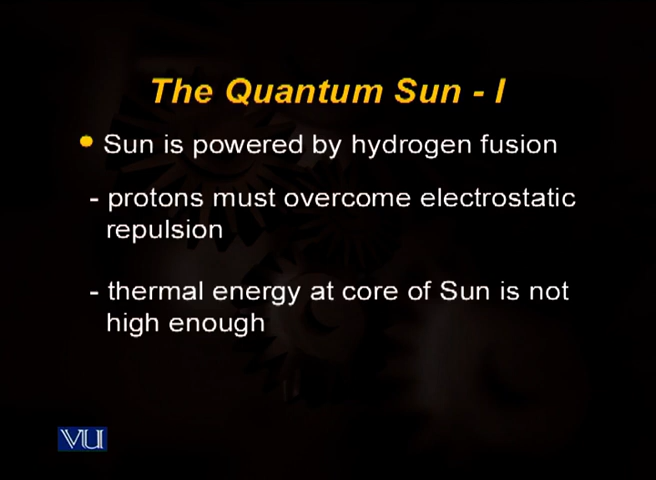 The Quantum Sun - I
Sun is powered by hydrogen fusion
- protons must overcome electrostatic
repulsion
- thermal energy at core of Sun is not
high enough
VU